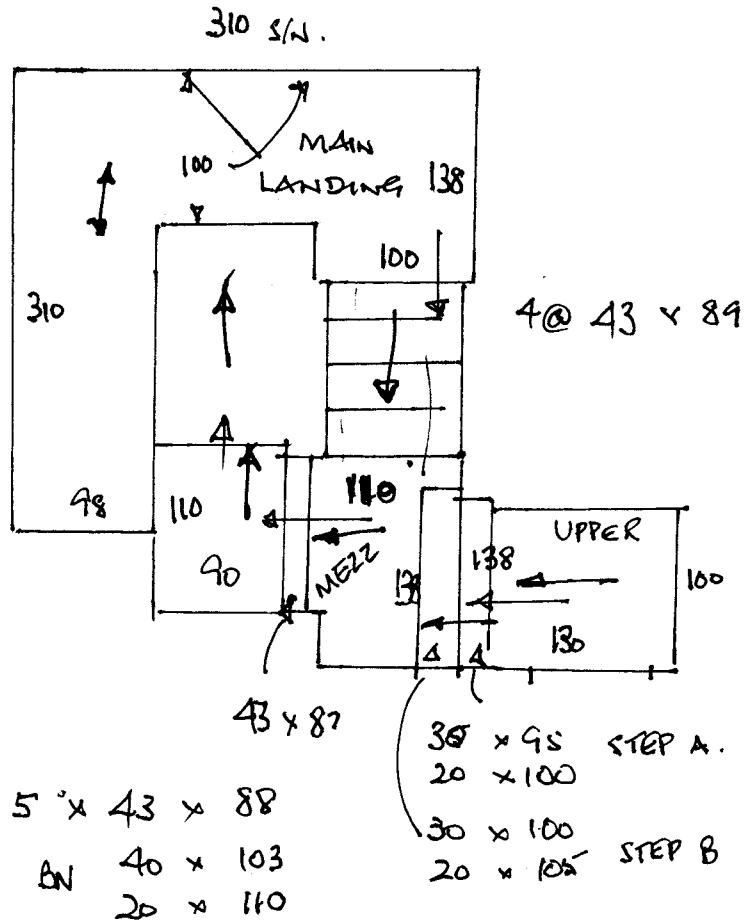 310 S/N.
MAIN
LANDING
100
138
100
310
4@ 43 x 89
98
110
90
110
MEZZ
138
138
UPPER
100
130
43 x 87
30 x 95 STEP A.
20 x 100
30 x 100
20 x 105 STEP B
5 x 43 x 88
BN 40 x 103
20 x 110